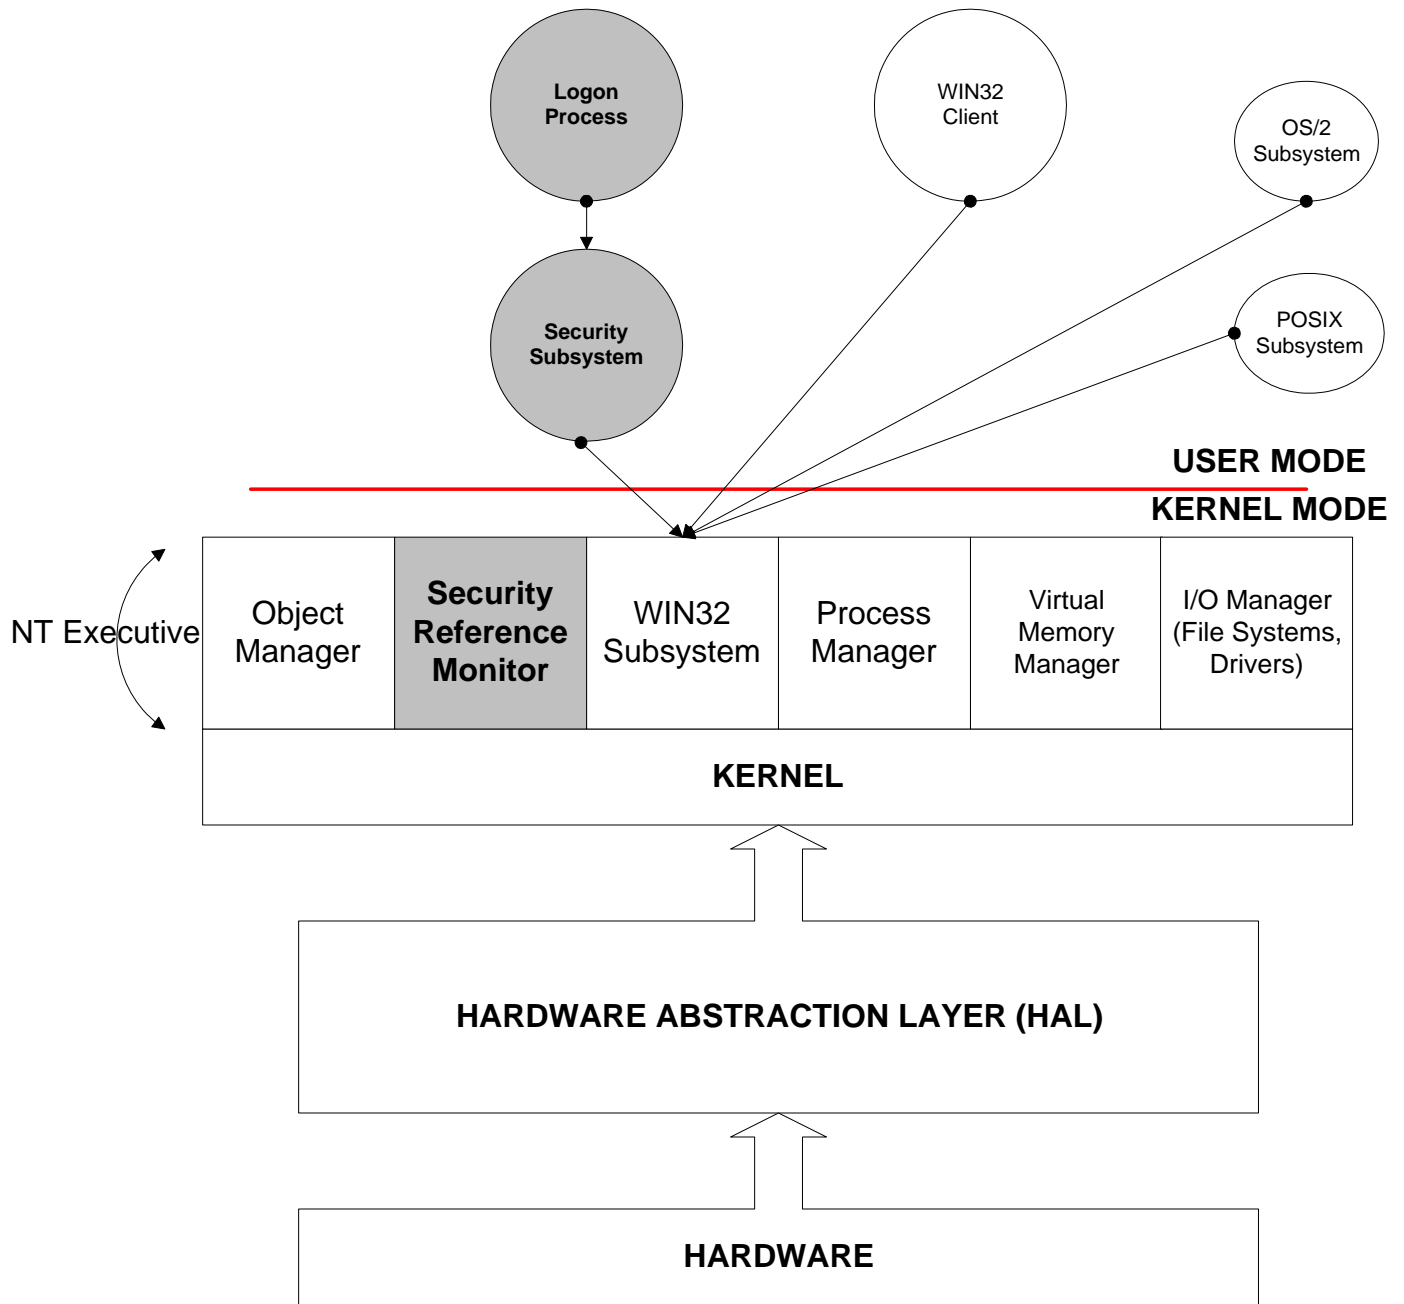 Logon
Process
WIN32
Client
OS/2
Subsystem
Security
Subsystem
POSIX
Subsystem
USER MODE
KERNEL MODE
NT Executive
Object
Manager
Security
Reference
Monitor
WIN32
Subsystem
Process
Manager
Virtual
Memory
Manager
I/O Manager
(File Systems,
Drivers)
KERNEL
HARDWARE ABSTRACTION LAYER (HAL)
HARDWARE